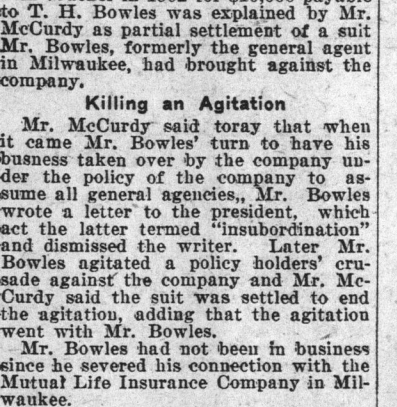 to T. H. Bowles was explained by Mr.
McCurdy as partial settlement of a suit
Mr. Bowles, formerly the general agent
in Milwaukee, had brought against the
company.
Killing an Agitation
Mr. McCurdy said toray that when
it came Mr. Bowles' turn to have his
busness taken over by the company un-
der the policy of the company to as-
sume all general agencies,, Mr. Bowles
wrote a letter to the president, which
act the latter termed "insubordination"
and dismissed the writer. Later Mr.
Bowles agitated a policy holders' cru-
sade against the company and Mr. Mc-
Curdy said the suit was settled to end
the agitation, adding that the agitation
went with Mr. Bowles.
Mr. Bowles had not been in business
since he severed his connection with the
Mutual Life Insurance Company in Mil-
waukee.